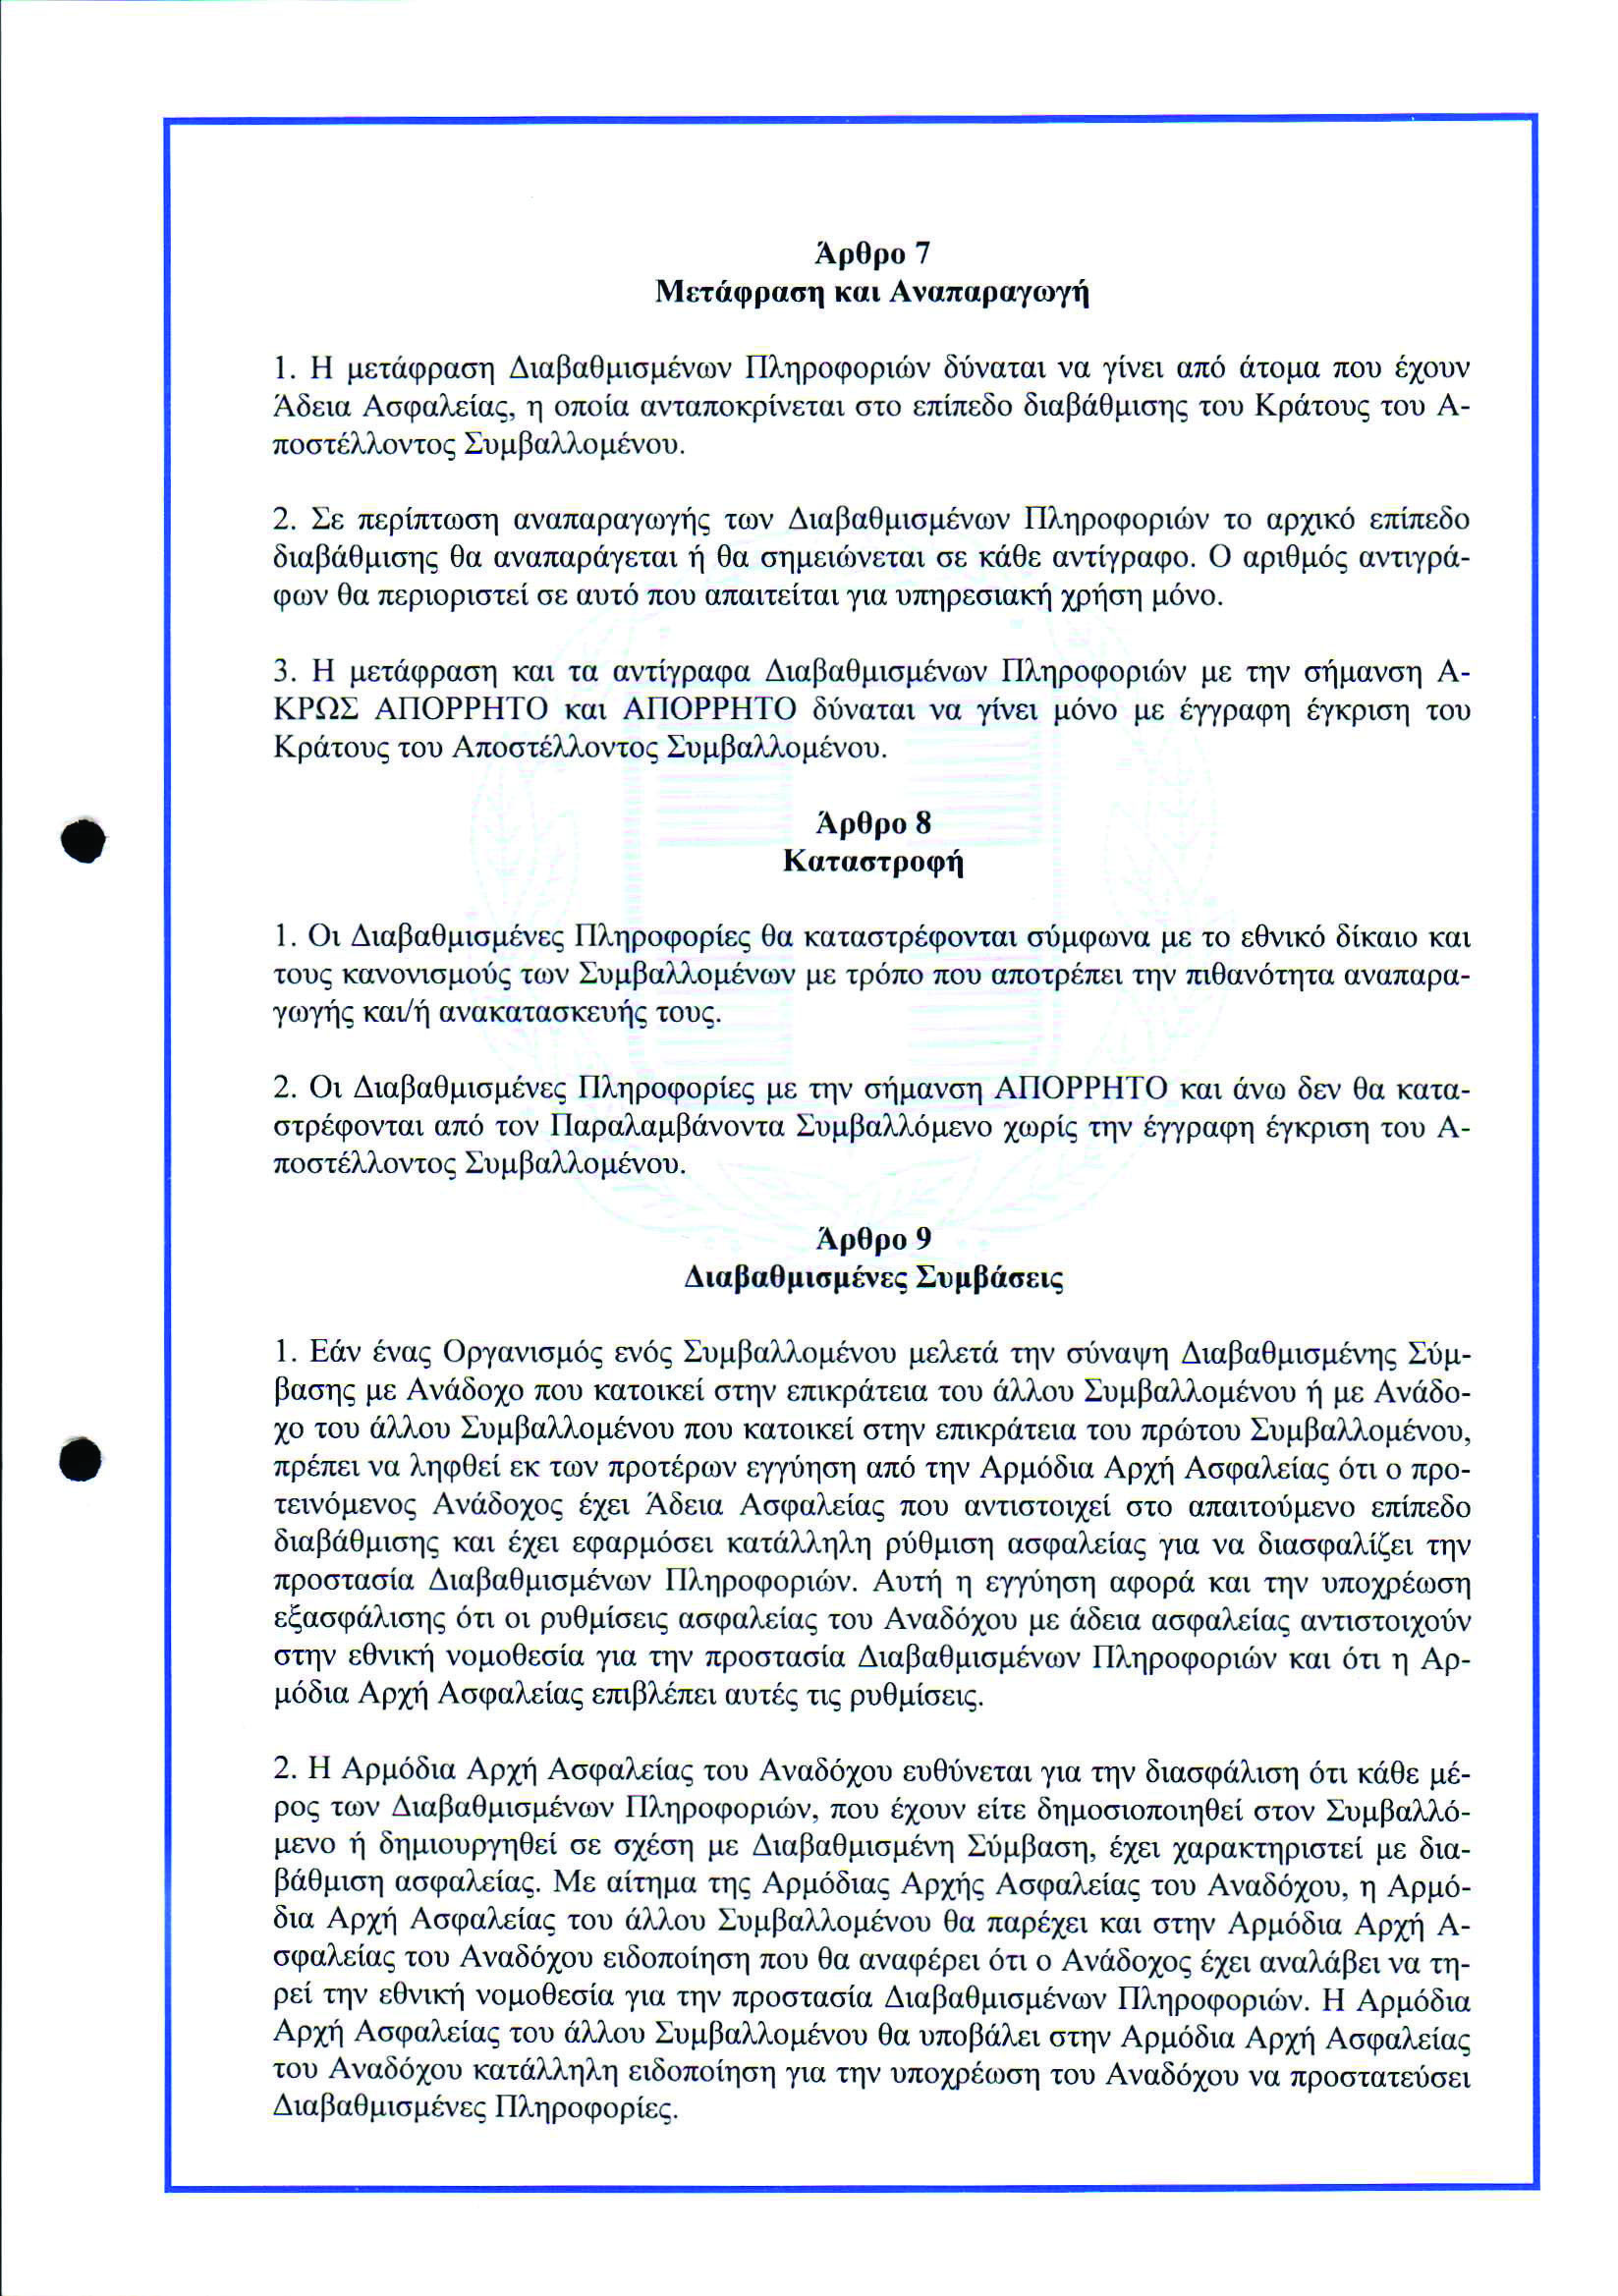 Άρθρο 7
Μετάφραση και Αναπαραγωγή
1. Η μετάφραση Διαβαθμισμένων Πληροφοριών δύναται να γίνει από άτομα που έχουν
Άδεια Ασφαλείας, η οποία ανταποκρίνεται στο επίπεδο διαβάθμισης του Κράτους του Α-
ποστέλλοντος Συμβαλλομένου.
2. Σε περίπτωση αναπαραγωγής των Διαβαθμισμένων Πληροφοριών το αρχικό επίπεδο
διαβάθμισης θα αναπαράγεται ή θα σημειώνεται σε κάθε αντίγραφο. Ο αριθμός αντιγρά-
φων θα περιοριστεί σε αυτό που απαιτείται για υπηρεσιακή χρήση μόνο.
3. Η μετάφραση και τα αντίγραφα Διαβαθμισμένων Πληροφοριών με την σήμανση Α-
ΚΡΩΣ ΑΠΟΡΡΗΤΟ και ΑΠΟΡΡΗΤΟ δύναται να γίνει μόνο με έγγραφη έγκριση του
Κράτους του Αποστέλλοντος Συμβαλλομένου.
Άρθρο 8
Καταστροφή
1. Οι Διαβαθμισμένες Πληροφορίες θα καταστρέφονται σύμφωνα με το εθνικό δίκαιο και
τους κανονισμούς των Συμβαλλομένων με τρόπο που αποτρέπει την πιθανότητα αναπαρα-
γωγής και/ή ανακατασκευής τους.
2. Οι Διαβαθμισμένες Πληροφορίες με την σήμανση ΑΠΟΡΡΗΤΟ και άνω δεν θα κατα-
στρέφονται από τον Παραλαμβάνοντα Συμβαλλόμενο χωρίς την έγγραφη έγκριση του Α-
ποστέλλοντος Συμβαλλομένου.
Άρθρο 9
Διαβαθμισμένες Συμβάσεις
1. Εάν ένας Οργανισμός ενός Συμβαλλομένου μελετά την σύναψη Διαβαθμισμένης Σύμ-
βασης με Ανάδοχο που κατοικεί στην επικράτεια του άλλου Συμβαλλομένου ή με Ανάδο-
χο του άλλου Συμβαλλομένου που κατοικεί στην επικράτεια του πρώτου Συμβαλλομένου,
πρέπει να ληφθεί εκ των προτέρων εγγύηση από την Αρμόδια Αρχή Ασφαλείας ότι ο προ-
τεινόμενος Ανάδοχος έχει Άδεια Ασφαλείας που αντιστοιχεί στο απαιτούμενο επίπεδο
διαβάθμισης και έχει εφαρμόσει κατάλληλη ρύθμιση ασφαλείας για να διασφαλίζει την
προστασία Διαβαθμισμένων Πληροφοριών. Αυτή η εγγύηση αφορά και την υποχρέωση
εξασφάλισης ότι οι ρυθμίσεις ασφαλείας του Αναδόχου με άδεια ασφαλείας αντιστοιχούν
στην εθνική νομοθεσία για την προστασία Διαβαθμισμένων Πληροφοριών και ότι η Αρ-
μόδια Αρχή Ασφαλείας επιβλέπει αυτές τις ρυθμίσεις.
2. Η Αρμόδια Αρχή Ασφαλείας του Αναδόχου ευθύνεται για την διασφάλιση ότι κάθε μέ-
ρος των Διαβαθμισμένων Πληροφοριών, που έχουν είτε δημοσιοποιηθεί στον Συμβαλλό-
μενο ή δημιουργηθεί σε σχέση με Διαβαθμισμένη Σύμβαση, έχει χαρακτηριστεί με δια-
βάθμιση ασφαλείας. Με αίτημα της Αρμόδιας Αρχής Ασφαλείας του Αναδόχου, η Αρμό-
δια Αρχή Ασφαλείας του άλλου Συμβαλλομένου θα παρέχει και στην Αρμόδια Αρχή Α-
σφαλείας του Αναδόχου ειδοποίηση που θα αναφέρει ότι ο Ανάδοχος έχει αναλάβει να τη-
ρεί την εθνική νομοθεσία για την προστασία Διαβαθμισμένων Πληροφοριών. Η Αρμόδια
Αρχή Ασφαλείας του άλλου Συμβαλλομένου θα υποβάλει στην Αρμόδια Αρχή Ασφαλείας
του Αναδόχου κατάλληλη ειδοποίηση για την υποχρέωση του Αναδόχου να προστατεύσει
Διαβαθμισμένες Πληροφορίες.